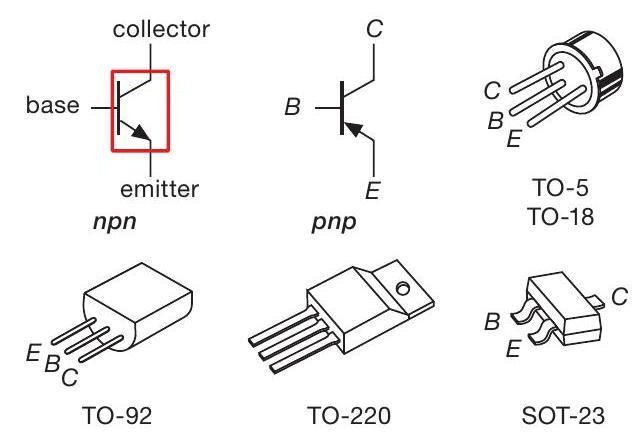 collector
base
emitter
npn
C
B
E
pnp
C
B
E
TO-5
TO-18
E
B
C
TO-92
TO-220
B
E
C
SOT-23